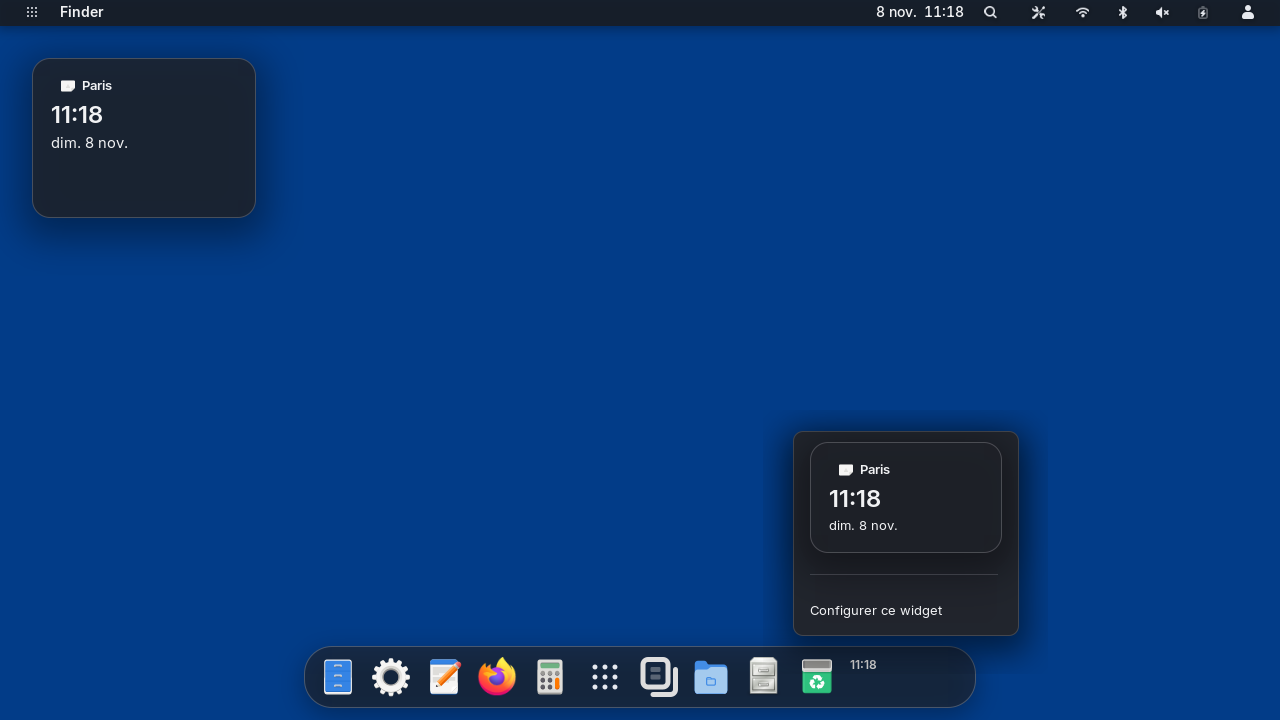 Finder
8 nov. 11:18
Paris
11:18
dim. 8 nov.
Paris
11:18
dim. 8 nov.
Configurer ce widget
11:18